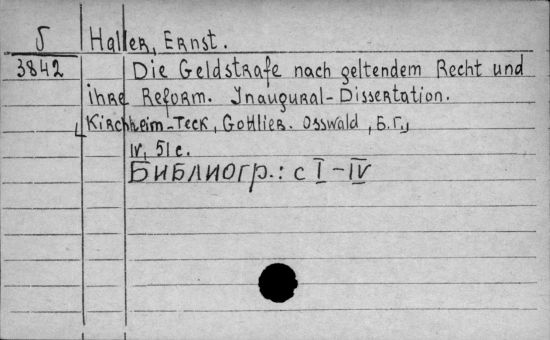 5 Haller, Ernst.
3842 Die Geldstrafe nach geltendem Recht und
ihre Reform. Inaugural-Dissertation.
Kirchheim-Teck, Gottlieb. Osswald, Б.Г.,
IV, 51 с.
Библиогр.: с I-IV